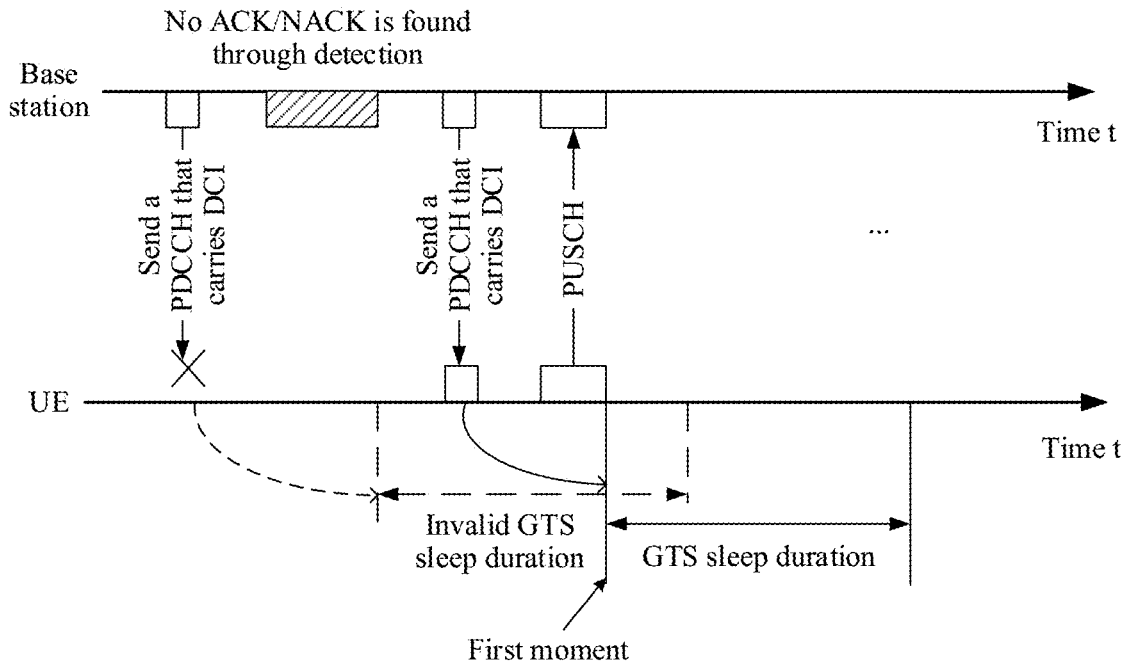 No ACK/NACK is found
through detection
Base
station
Time t
Send a
PDCCH that
carries DCI
Send a
PDCCH that
carries DCI
PUSCH
...
UE
Time t
Invalid GTS
sleep duration
GTS sleep duration
First moment